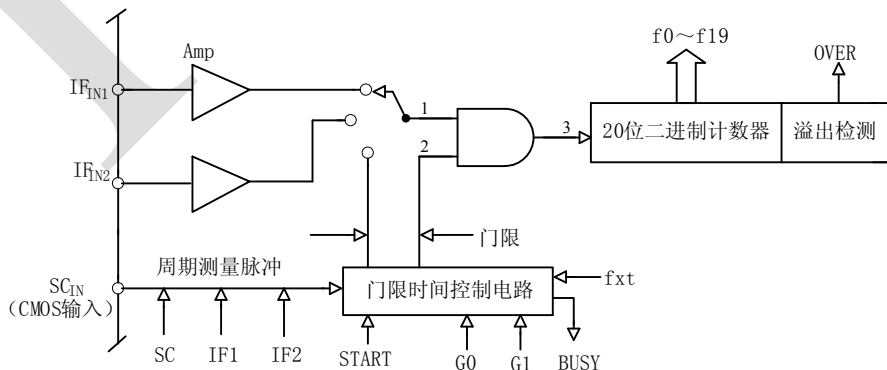 f0～f19
Amp
OVER
IF_IN1
1
20位二进制计数器
溢出检测
3
2
IF_IN2
门限
周期测量脉冲
SC_IN
（CMOS输入）
门限时间控制电路
fxt
SC
IF1
IF2
START
G0
G1
BUSY